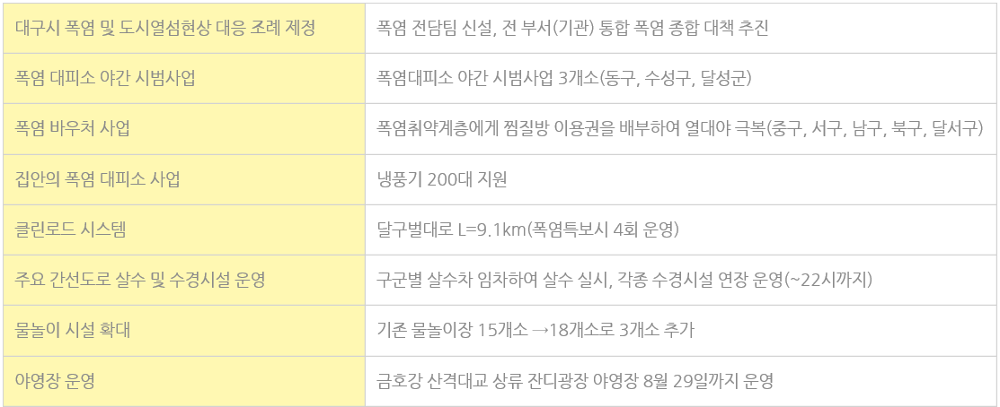 대구시 폭염 및 도시열섬현상 대응 조례 제정
폭염 전담팀 신설, 전 부서(기관) 통합 폭염 종합 대책 추진
폭염 대피소 야간 시범사업
폭염대피소 야간 시범사업 3개소(동구, 수성구, 달성군)
폭염 바우처 사업
폭염취약계층에게 찜질방 이용권을 배부하여 열대야 극복(중구, 서구, 남구, 북구, 달서구)
집안의 폭염 대피소 사업
냉풍기 200대 지원
클린로드 시스템
달구벌대로 L=9.1km(폭염특보시 4회 운영)
주요 간선도로 살수 및 수경시설 운영
구군별 살수차 임차하여 살수 실시, 각종 수경시설 연장 운영(~22시까지)
물놀이 시설 확대
기존 물놀이장 15개소 →18개소로 3개소 추가
야영장 운영
금호강 산격대교 상류 잔디광장 야영장 8월 29일까지 운영